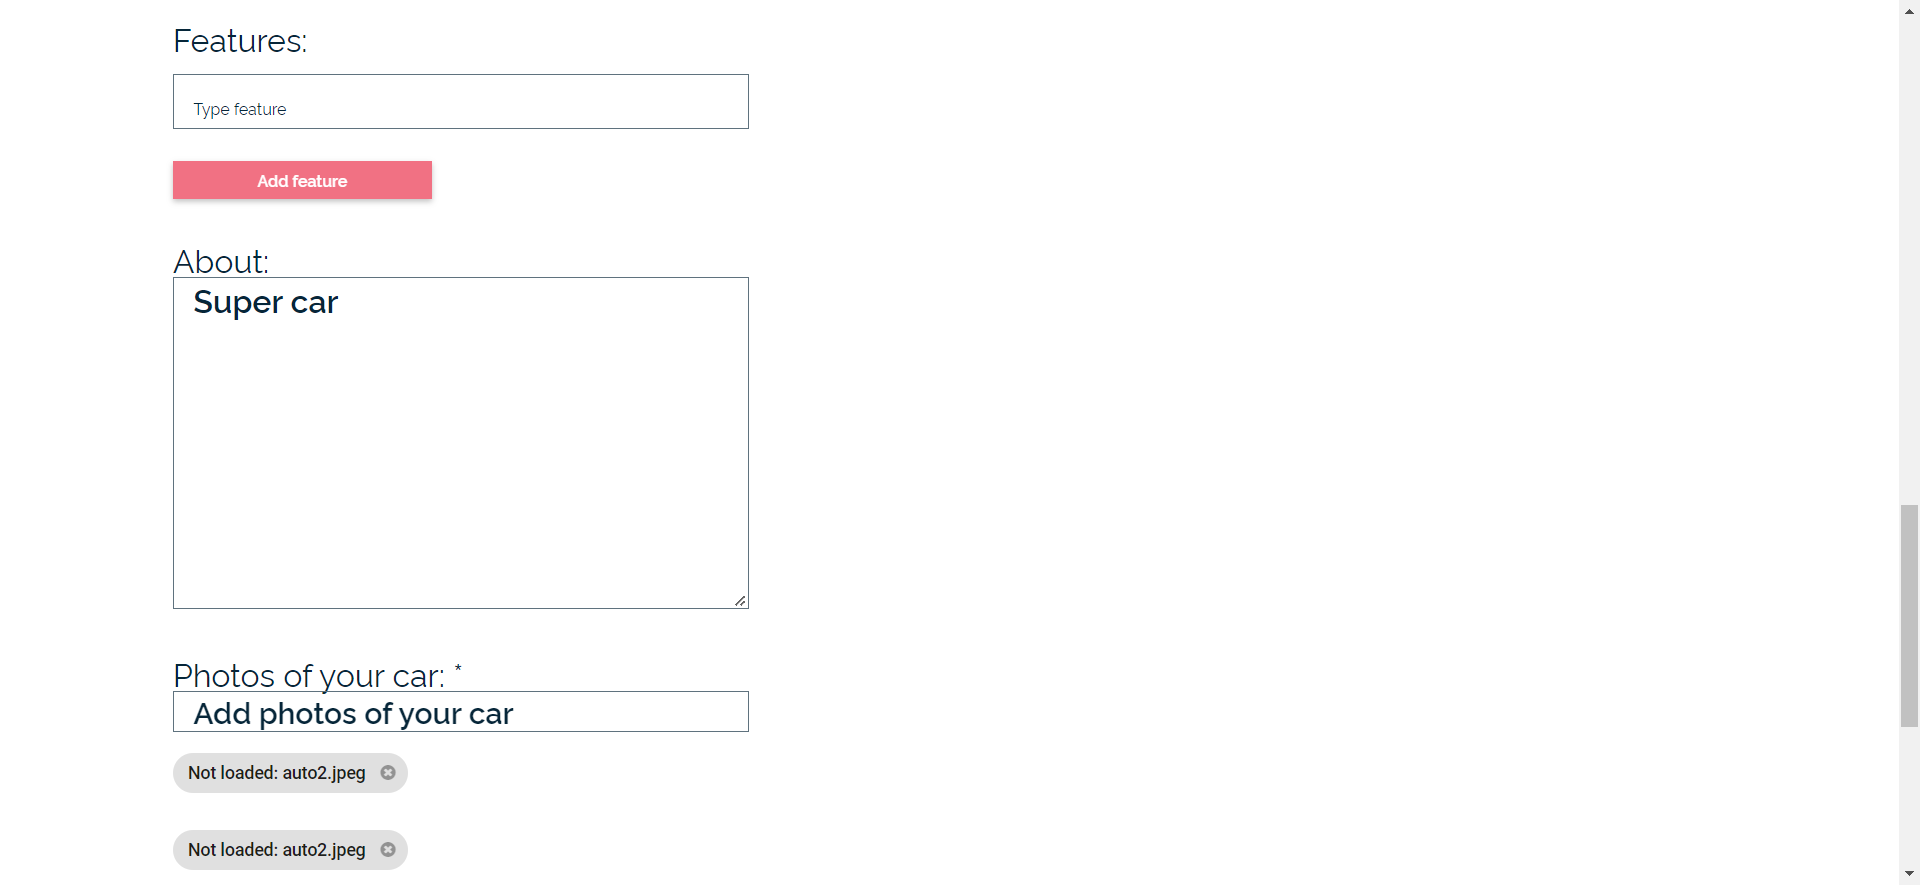 Features:
Type feature
Add feature
About:
Super car
Photos of your car: *
Add photos of your car
Not loaded: auto2.jpeg
Not loaded: auto2.jpeg